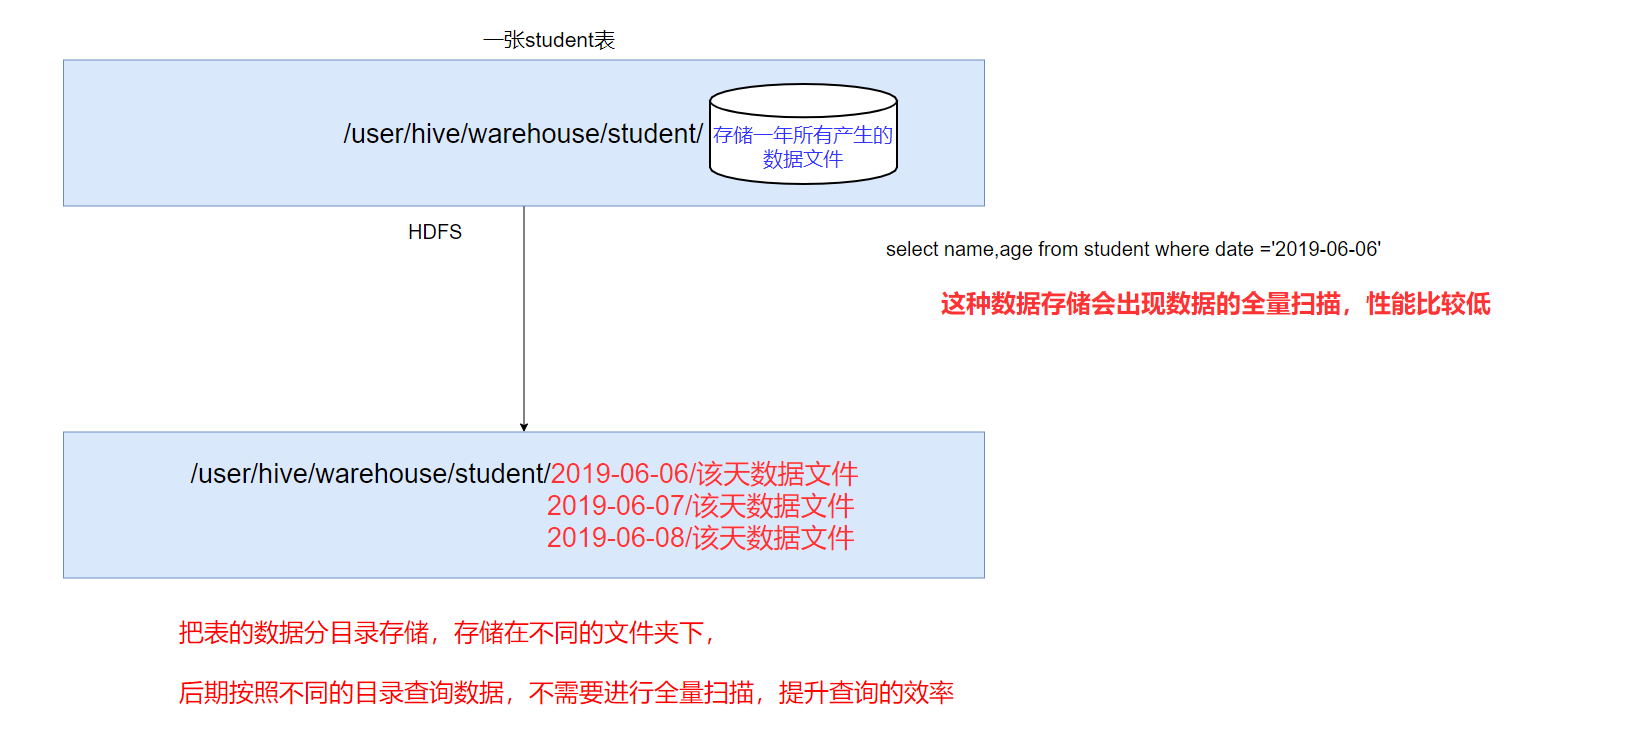 一张student表
/user/hive/warehouse/student/
存储一年所有产生的
数据文件
HDFS
select name,age from student where date ='2019-06-06'
这种数据存储会出现数据的全量扫描，性能比较低
/user/hive/warehouse/student/2019-06-06/该天数据文件
2019-06-07/该天数据文件
2019-06-08/该天数据文件
把表的数据分目录存储，存储在不同的文件夹下，
后期按照不同的目录查询数据，不需要进行全量扫描，提升查询的效率